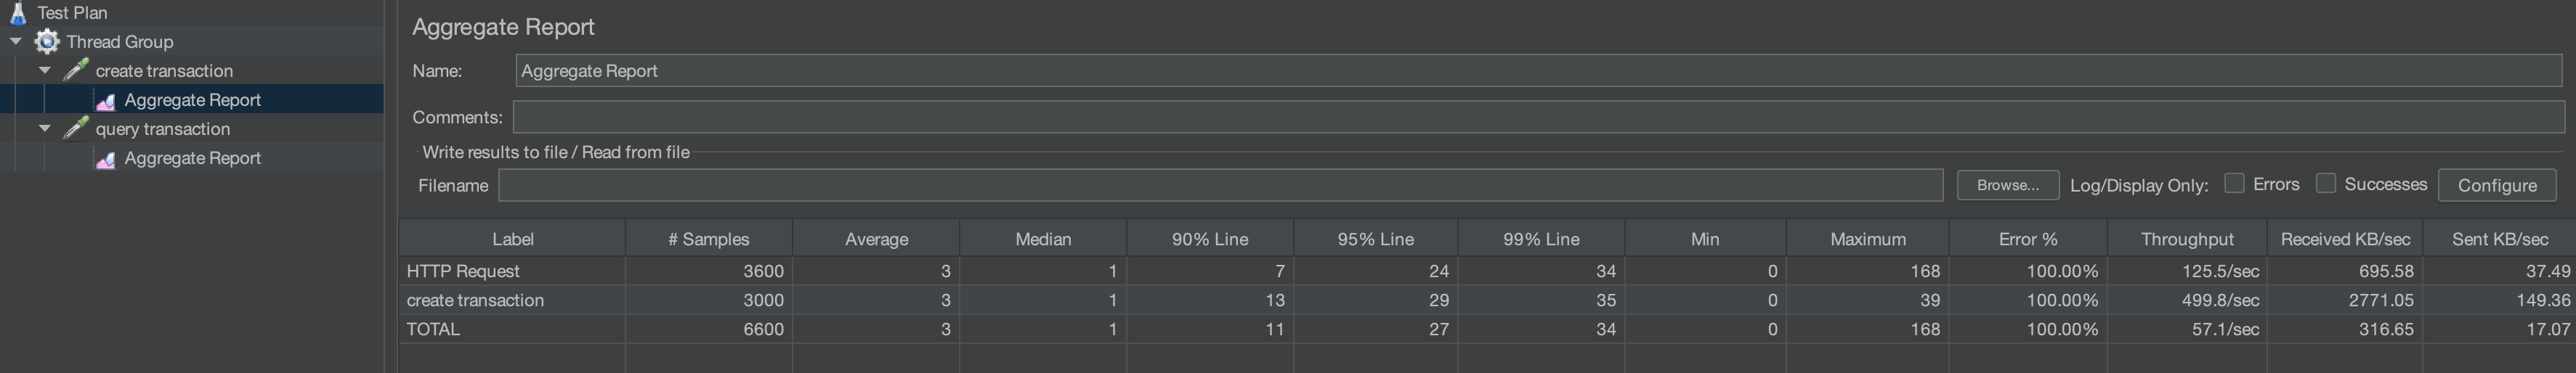 Test Plan
Thread Group
create transaction
Aggregate Report
query transaction
Aggregate Report
Aggregate Report
Name: Aggregate Report
Comments:
Write results to file / Read from file
Filename Browse... Log/Display Only: Errors Successes Configure
Label # Samples Average Median 90% Line 95% Line 99% Line Min Maximum Error % Throughput Received KB/sec Sent KB/sec
HTTP Request 3600 3 1 7 24 34 0 168 100.00% 125.5/sec 695.58 37.49
create transaction 3000 3 1 13 29 35 0 39 100.00% 499.8/sec 2771.05 149.36
TOTAL 6600 3 1 11 27 34 0 168 100.00% 57.1/sec 316.65 17.07